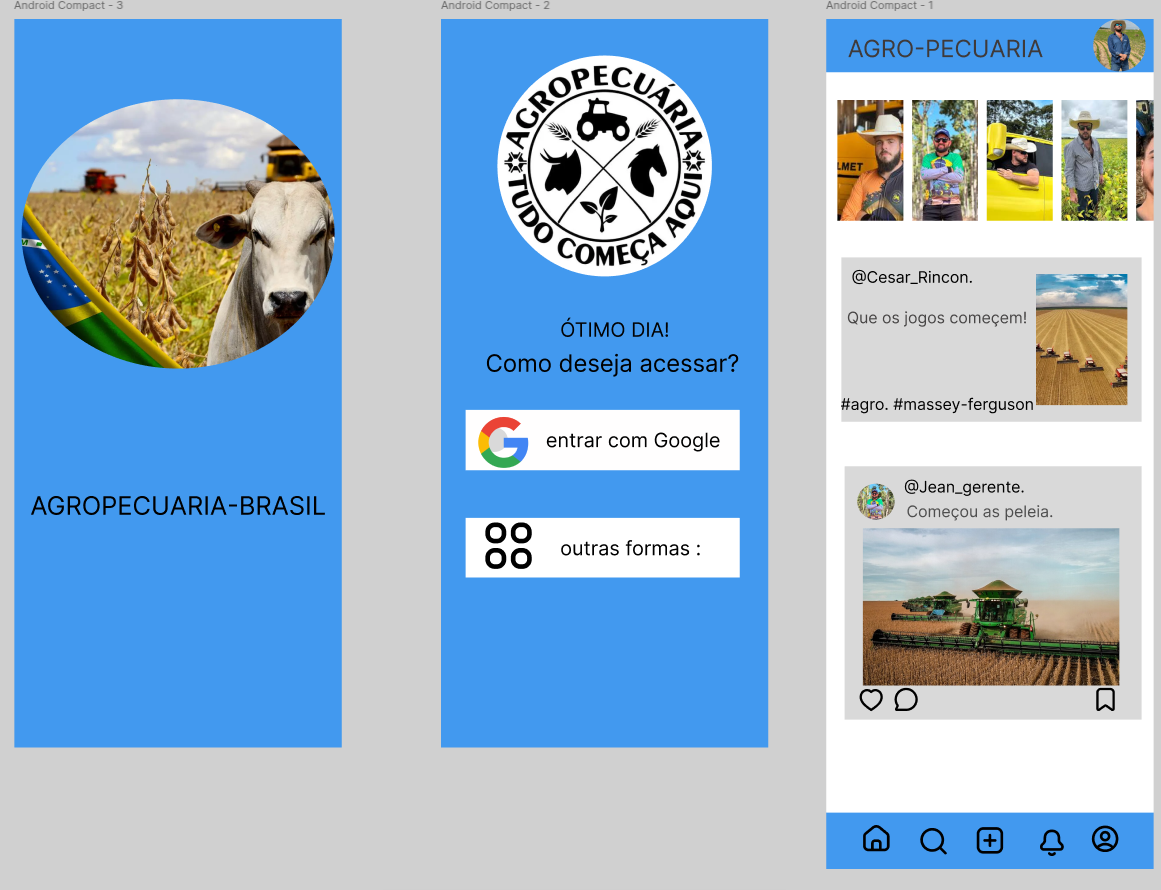 Android Compact - 3
AGROPECUARIA-BRASIL
Android Compact - 2
AGROPECUÁRIA
TUDO COMEÇA AQUI
ÓTIMO DIA!
Como deseja acessar?
entrar com Google
outras formas :
Android Compact - 1
AGRO-PECUARIA
LMET
@Cesar_Rincon.
Que os jogos começem!
#agro. #massey-ferguson
@Jean_gerente.
Começou as peleia.